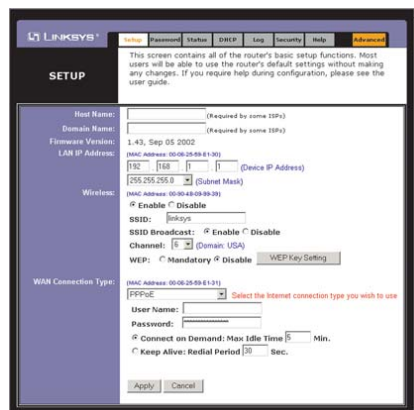 LINKSYS®
Setup Password Status DHCP Log Security Help Advanced
SETUP
This screen contains all of the router's basic setup functions. Most
users will be able to use the router's default settings without making
any changes. If you require help during configuration, please see the
user guide.
Host Name: (Required by some ISPs)
Domain Name: (Required by some ISPs)
Firmware Version: 1.43, Sep 05 2002
LAN IP Address: (MAC Address: 00-06-25-59-E1-30)
192 .168 .1 .1 (Device IP Address)
255.255.255.0 (Subnet Mask)
Wireless: (MAC Address: 00-90-4B-09-99-39)
Enable Disable
SSID: linksys
SSID Broadcast: Enable Disable
Channel: 6 (Domain: USA)
WEP: Mandatory Disable WEP Key Setting
WAN Connection Type: (MAC Address: 00-06-25-59-E1-31)
PPPoE Select the Internet connection type you wish to use
User Name:
Password: ****************
Connect on Demand: Max Idle Time 5 Min.
Keep Alive: Redial Period 30 Sec.
Apply Cancel